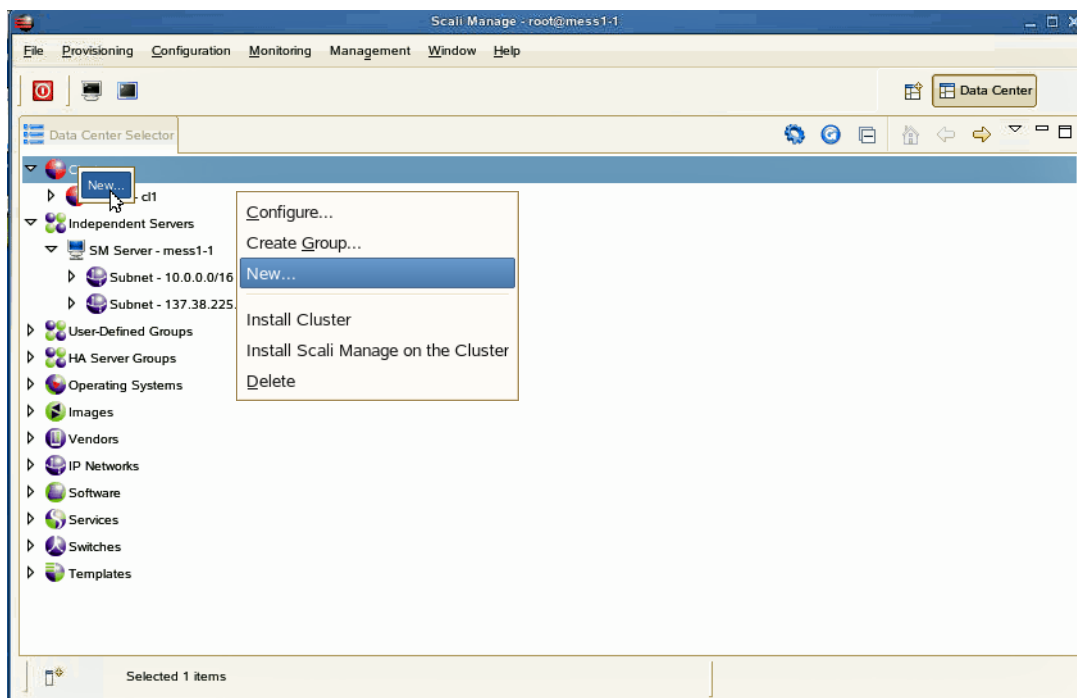 Scali Manage - root@mess1-1
File Provisioning Configuration Monitoring Management Window Help
Data Center
Data Center Selector
C
New...
- cl1
Independent Servers
SM Server - mess1-1
Subnet - 10.0.0.0/16
Subnet - 137.38.225.
User-Defined Groups
HA Server Groups
Operating Systems
Images
Vendors
IP Networks
Software
Services
Switches
Templates
Configure...
Create Group...
New...
Install Cluster
Install Scali Manage on the Cluster
Delete
Selected 1 items